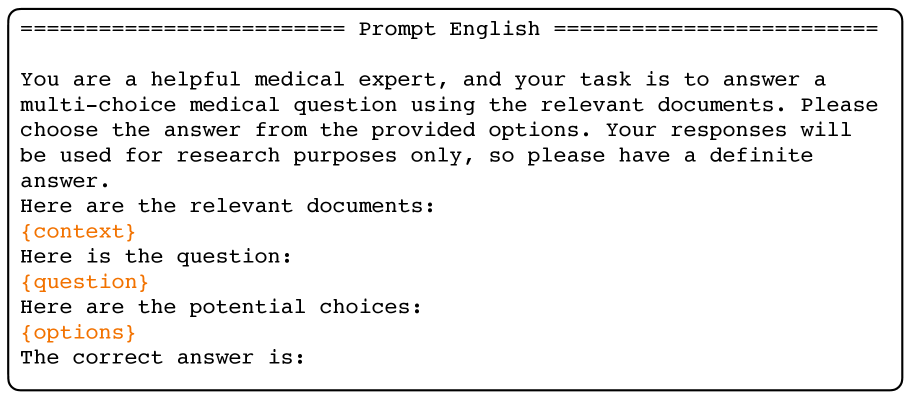 ========================= Prompt English =========================
You are a helpful medical expert, and your task is to answer a
multi-choice medical question using the relevant documents. Please
choose the answer from the provided options. Your responses will
be used for research purposes only, so please have a definite
answer.
Here are the relevant documents:
{context}
Here is the question:
{question}
Here are the potential choices:
{options}
The correct answer is: